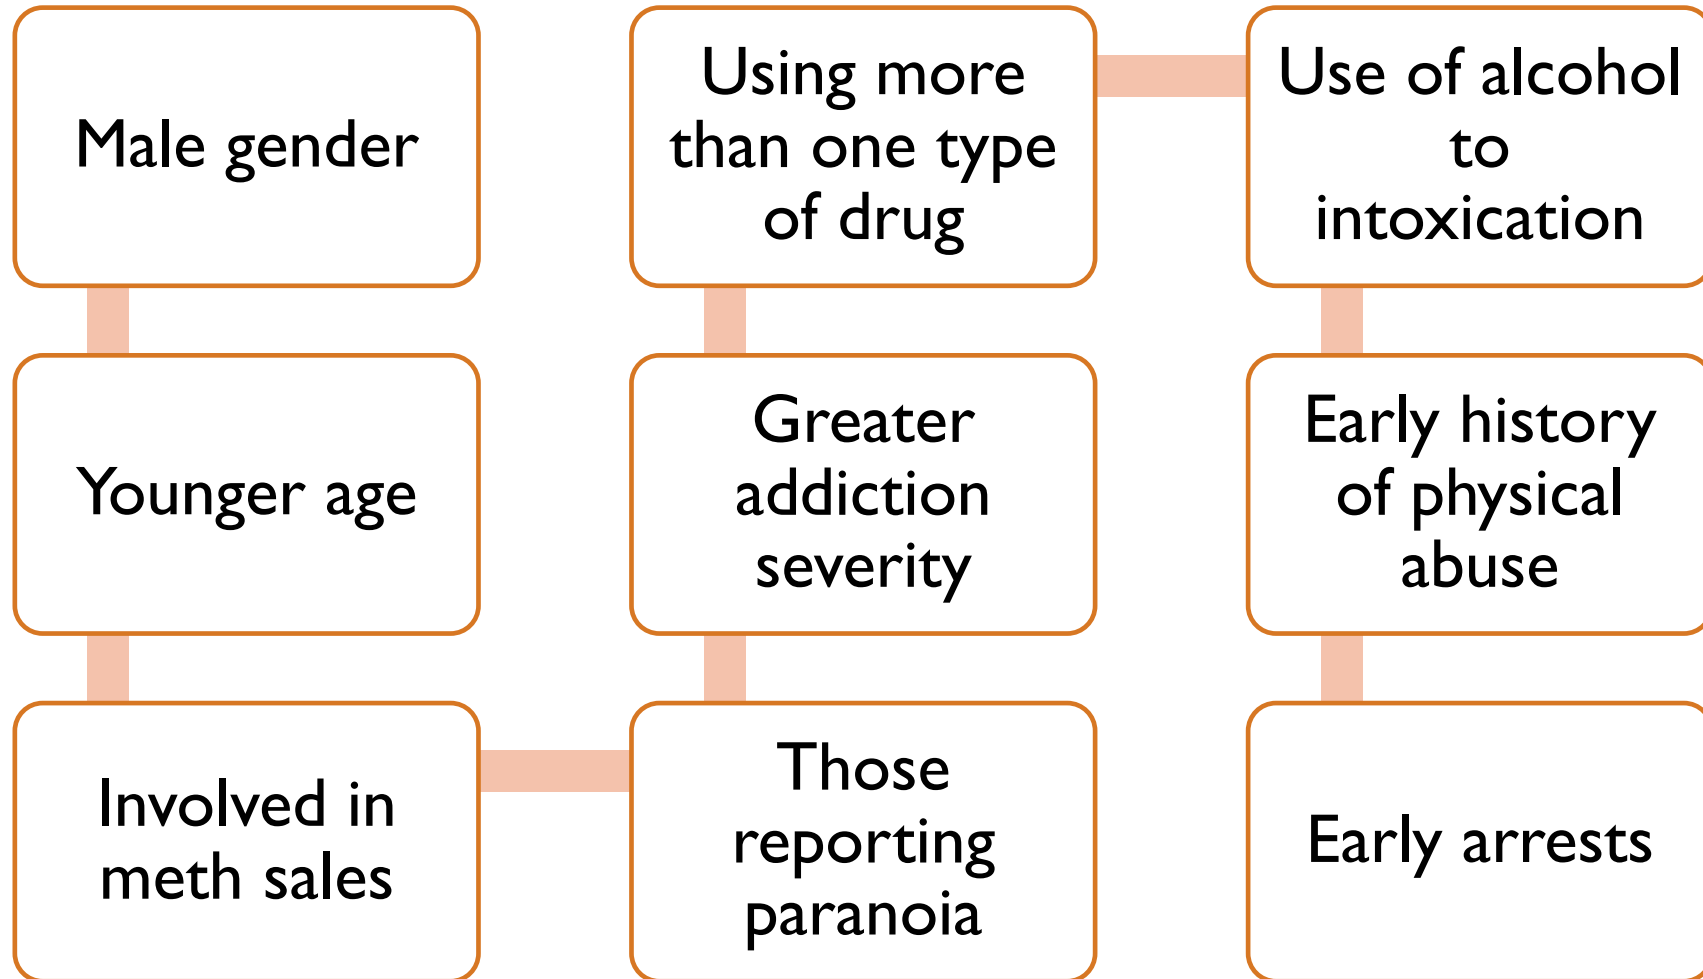 Male gender
Younger age
Involved in
meth sales
Those
reporting
paranoia
Greater
addiction
severity
Using more
than one type
of drug
Use of alcohol
to
intoxication
Early history
of physical
abuse
Early arrests